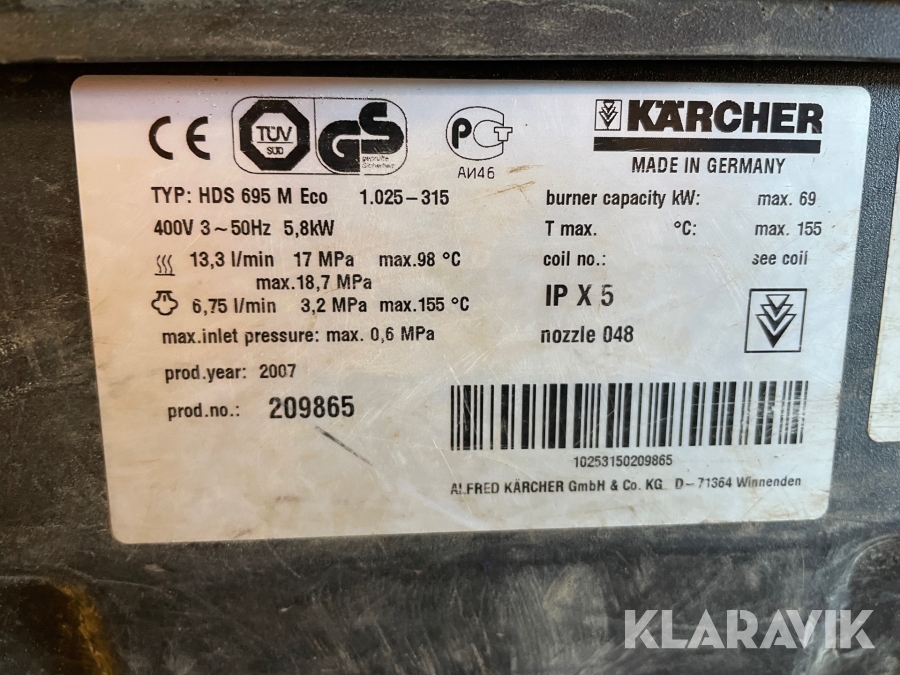 CE TÜV SÜD GS geprüfte Sicherheit
РСТ
АИ46
KÄRCHER
MADE IN GERMANY
TYP: HDS 695 M Eco 1.025-315
400V 3~50Hz 5,8kW
13,3 l/min 17 MPa max.98 °C
max.18,7 MPa
6,75 l/min 3,2 MPa max.155 °C
max.inlet pressure: max. 0,6 MPa
prod.year: 2007
prod.no.: 209865
burner capacity kW: max. 69
T max. °C: max. 155
coil no.: see coil
IP X 5
nozzle 048
10253150209865
ALFRED KÄRCHER GmbH & Co. KG D-71364 Winnenden
KLARAVIK